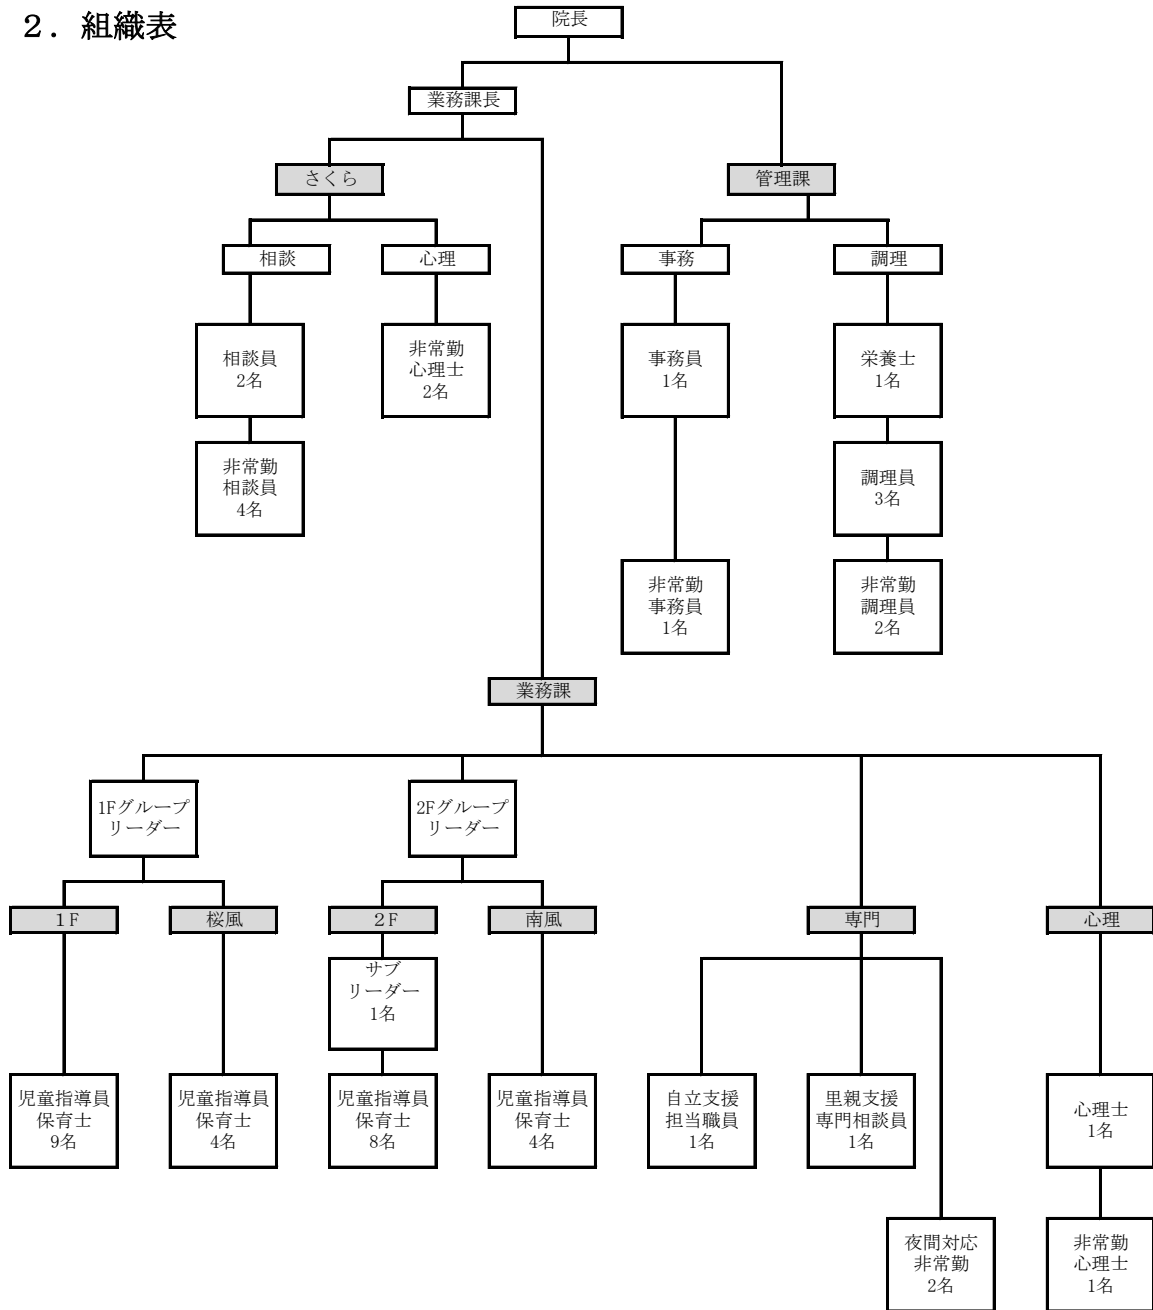 ２．組織表
院長
業務課長
さくら
管理課
相談
心理
事務
調理
相談員
2名
非常勤
心理士
2名
事務員
1名
栄養士
1名
非常勤
相談員
4名
調理員
3名
非常勤
事務員
1名
非常勤
調理員
2名
業務課
1Fグループ
リーダー
2Fグループ
リーダー
１F
桜風
２F
南風
専門
心理
サブ
リーダー
1名
児童指導員
保育士
9名
児童指導員
保育士
4名
児童指導員
保育士
8名
児童指導員
保育士
4名
自立支援
担当職員
1名
里親支援
専門相談員
1名
心理士
1名
夜間対応
非常勤
2名
非常勤
心理士
1名